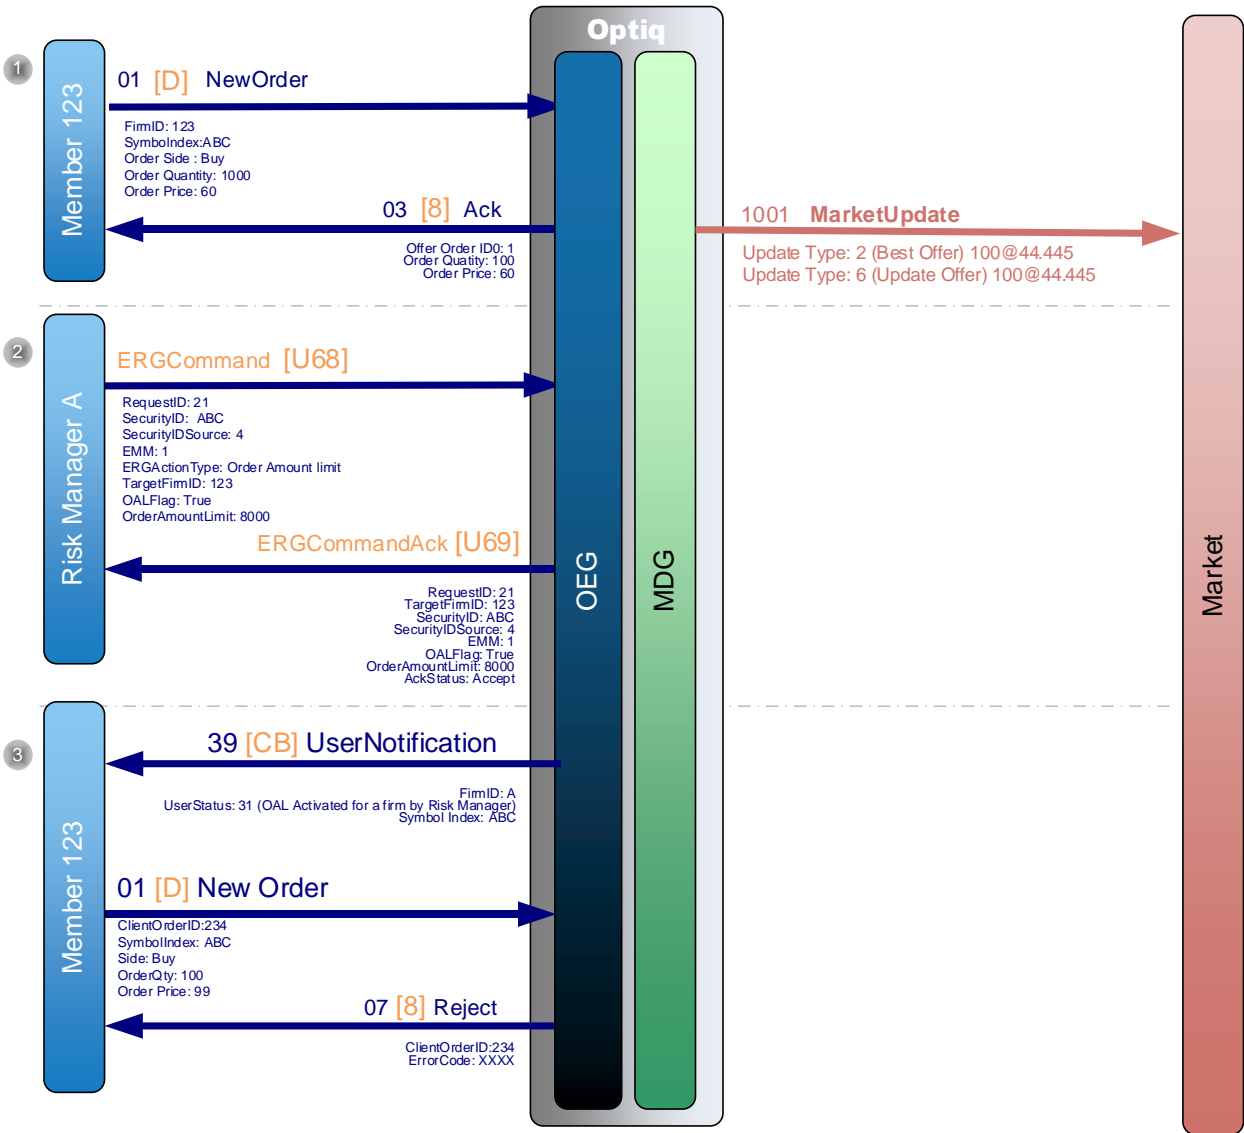 Optiq
1
Member 123
01 [D] NewOrder
FirmID: 123
SymbolIndex:ABC
Order Side : Buy
Order Quantity: 1000
Order Price: 60
03 [8] Ack
Offer Order ID0: 1
Order Quatity: 100
Order Price: 60
1001 MarketUpdate
Update Type: 2 (Best Offer) 100@44.445
Update Type: 6 (Update Offer) 100@44.445
2
Risk Manager A
ERGCommand [U68]
RequestID: 21
SecurityID: ABC
SecurityIDSource: 4
EMM: 1
ERGActionType: Order Amount limit
TargetFirmID: 123
OALFlag: True
OrderAmountLimit: 8000
ERGCommandAck [U69]
RequestID: 21
TargetFirmID: 123
SecurityID: ABC
SecurityIDSource: 4
EMM: 1
OALFlag: True
OrderAmountLimit: 8000
AckStatus: Accept
OEG
MDG
Market
3
Member 123
39 [CB] UserNotification
FirmID: A
UserStatus: 31 (OAL Activated for a firm by Risk Manager)
Symbol Index: ABC
01 [D] New Order
ClientOrderID:234
SymbolIndex: ABC
Side: Buy
OrderQty: 100
Order Price: 99
07 [8] Reject
ClientOrderID:234
ErrorCode: XXXX